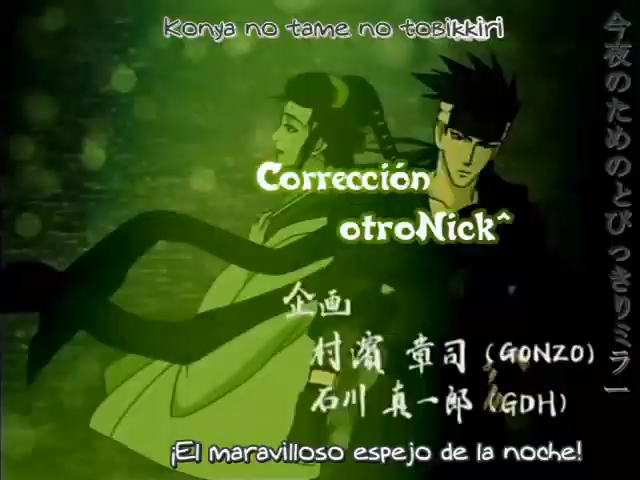 Konya no tame no toBikkiri
今夜のためのとびっきりミラー
Corrección
otroNick^
企画
村濱 章司 (GONZO)
石川 真一郎 (GDH)
¡El maravilloso espejo de la noche!